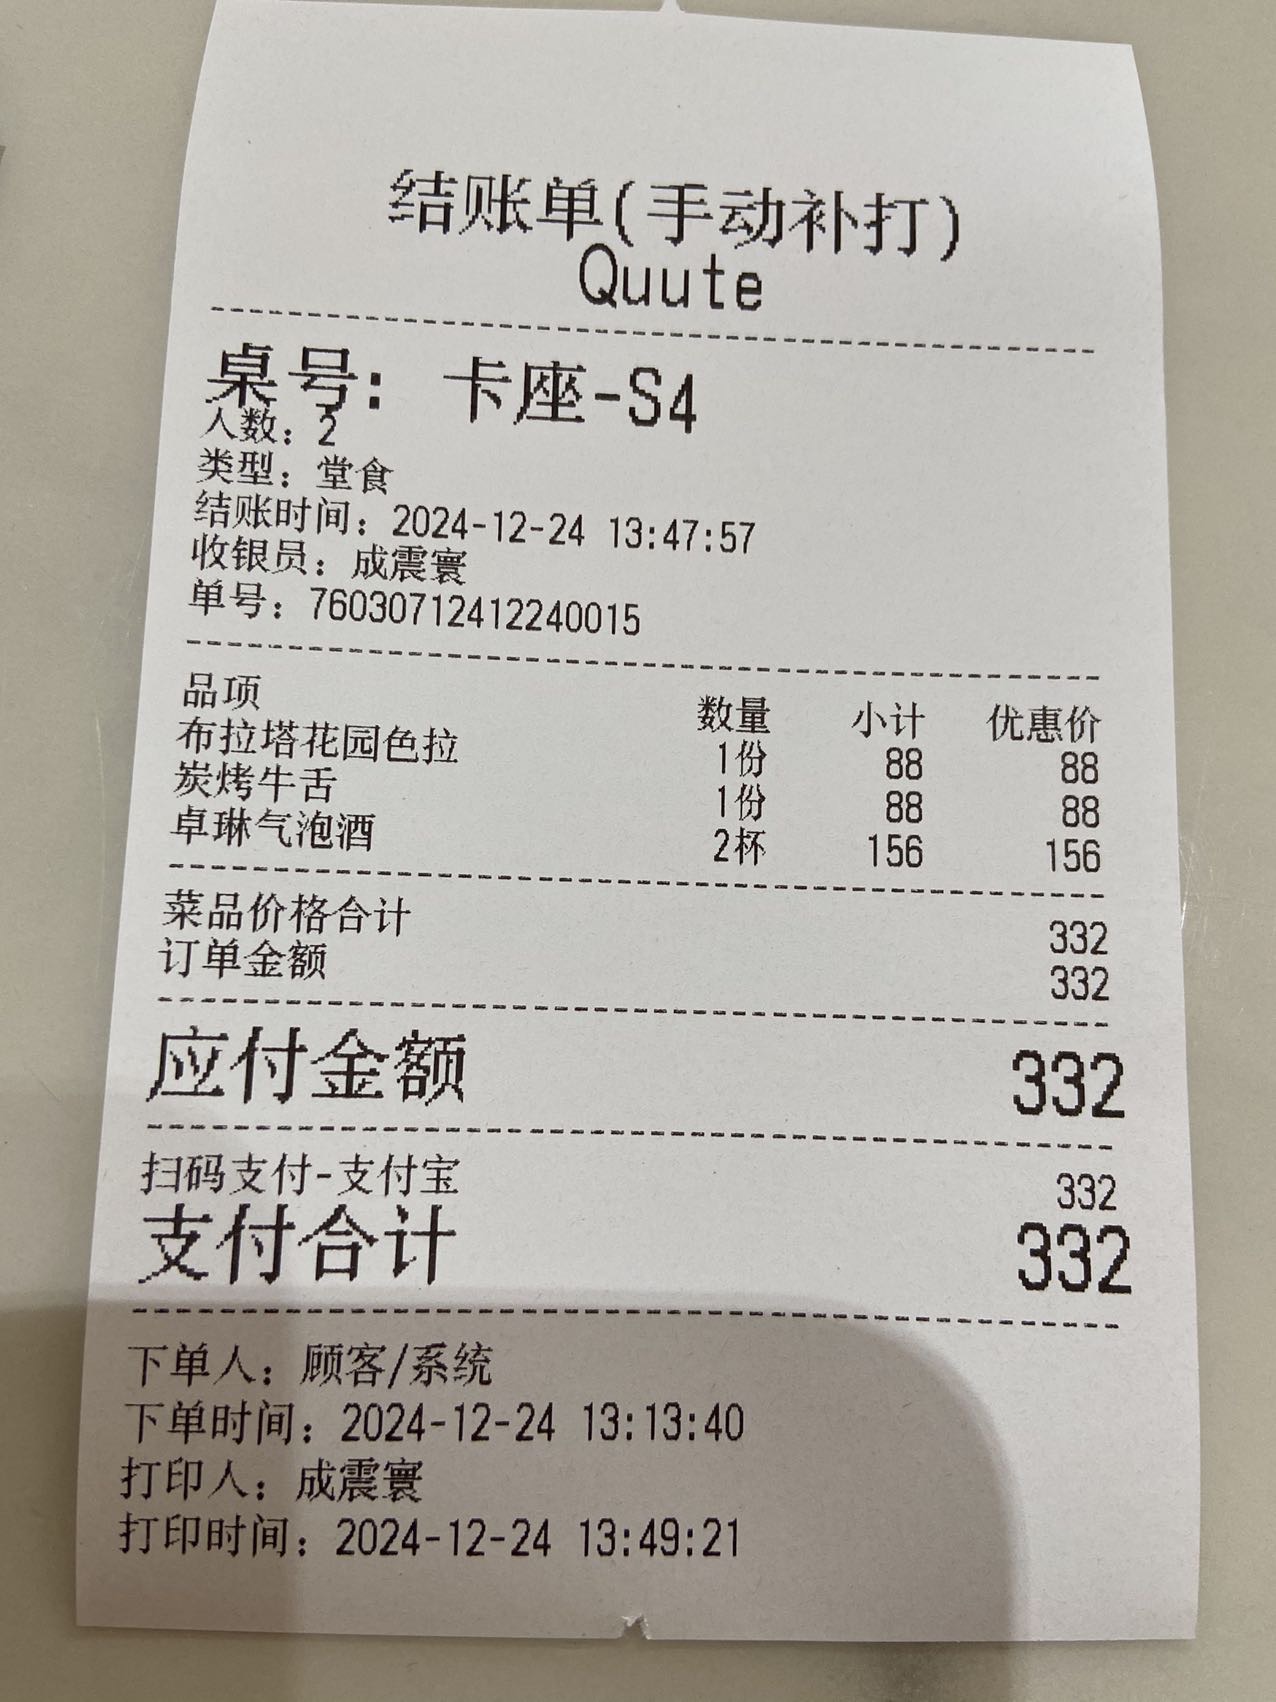 结账单(手动补打)
Quute
桌号: 卡座-S4
人数: 2
类型: 堂食
结账时间: 2024-12-24 13:47:57
收银员: 成震寰
单号: 76030712412240015
品项 数量 小计 优惠价
布拉塔花园色拉 1份 88 88
炭烤牛舌 1份 88 88
卓琳气泡酒 2杯 156 156
菜品价格合计 332
订单金额 332
应付金额 332
扫码支付-支付宝 332
支付合计 332
下单人: 顾客/系统
下单时间: 2024-12-24 13:13:40
打印人: 成震寰
打印时间: 2024-12-24 13:49:21